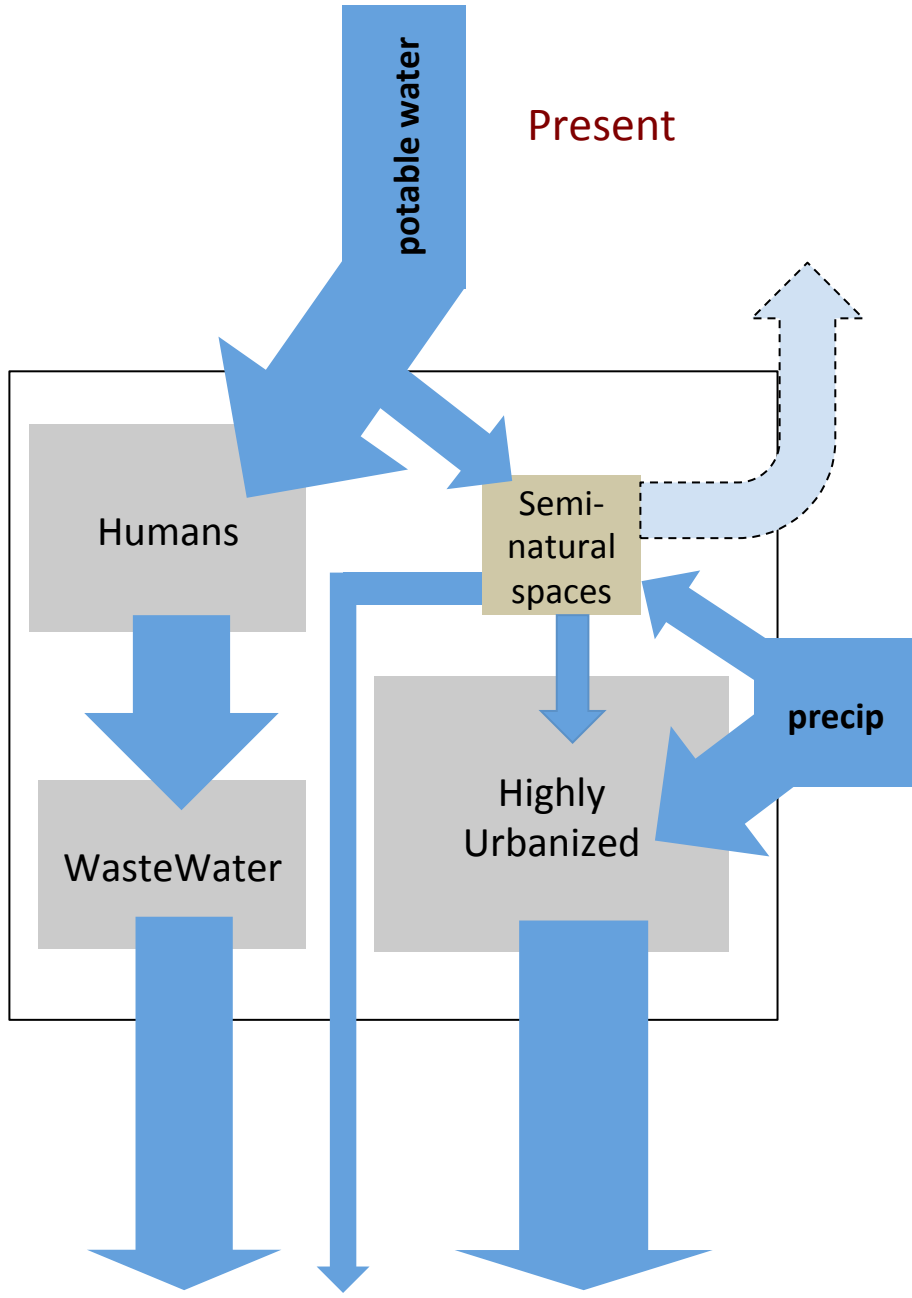 potable water
Present
Humans
Semi-
natural
spaces
precip
Highly
Urbanized
WasteWater